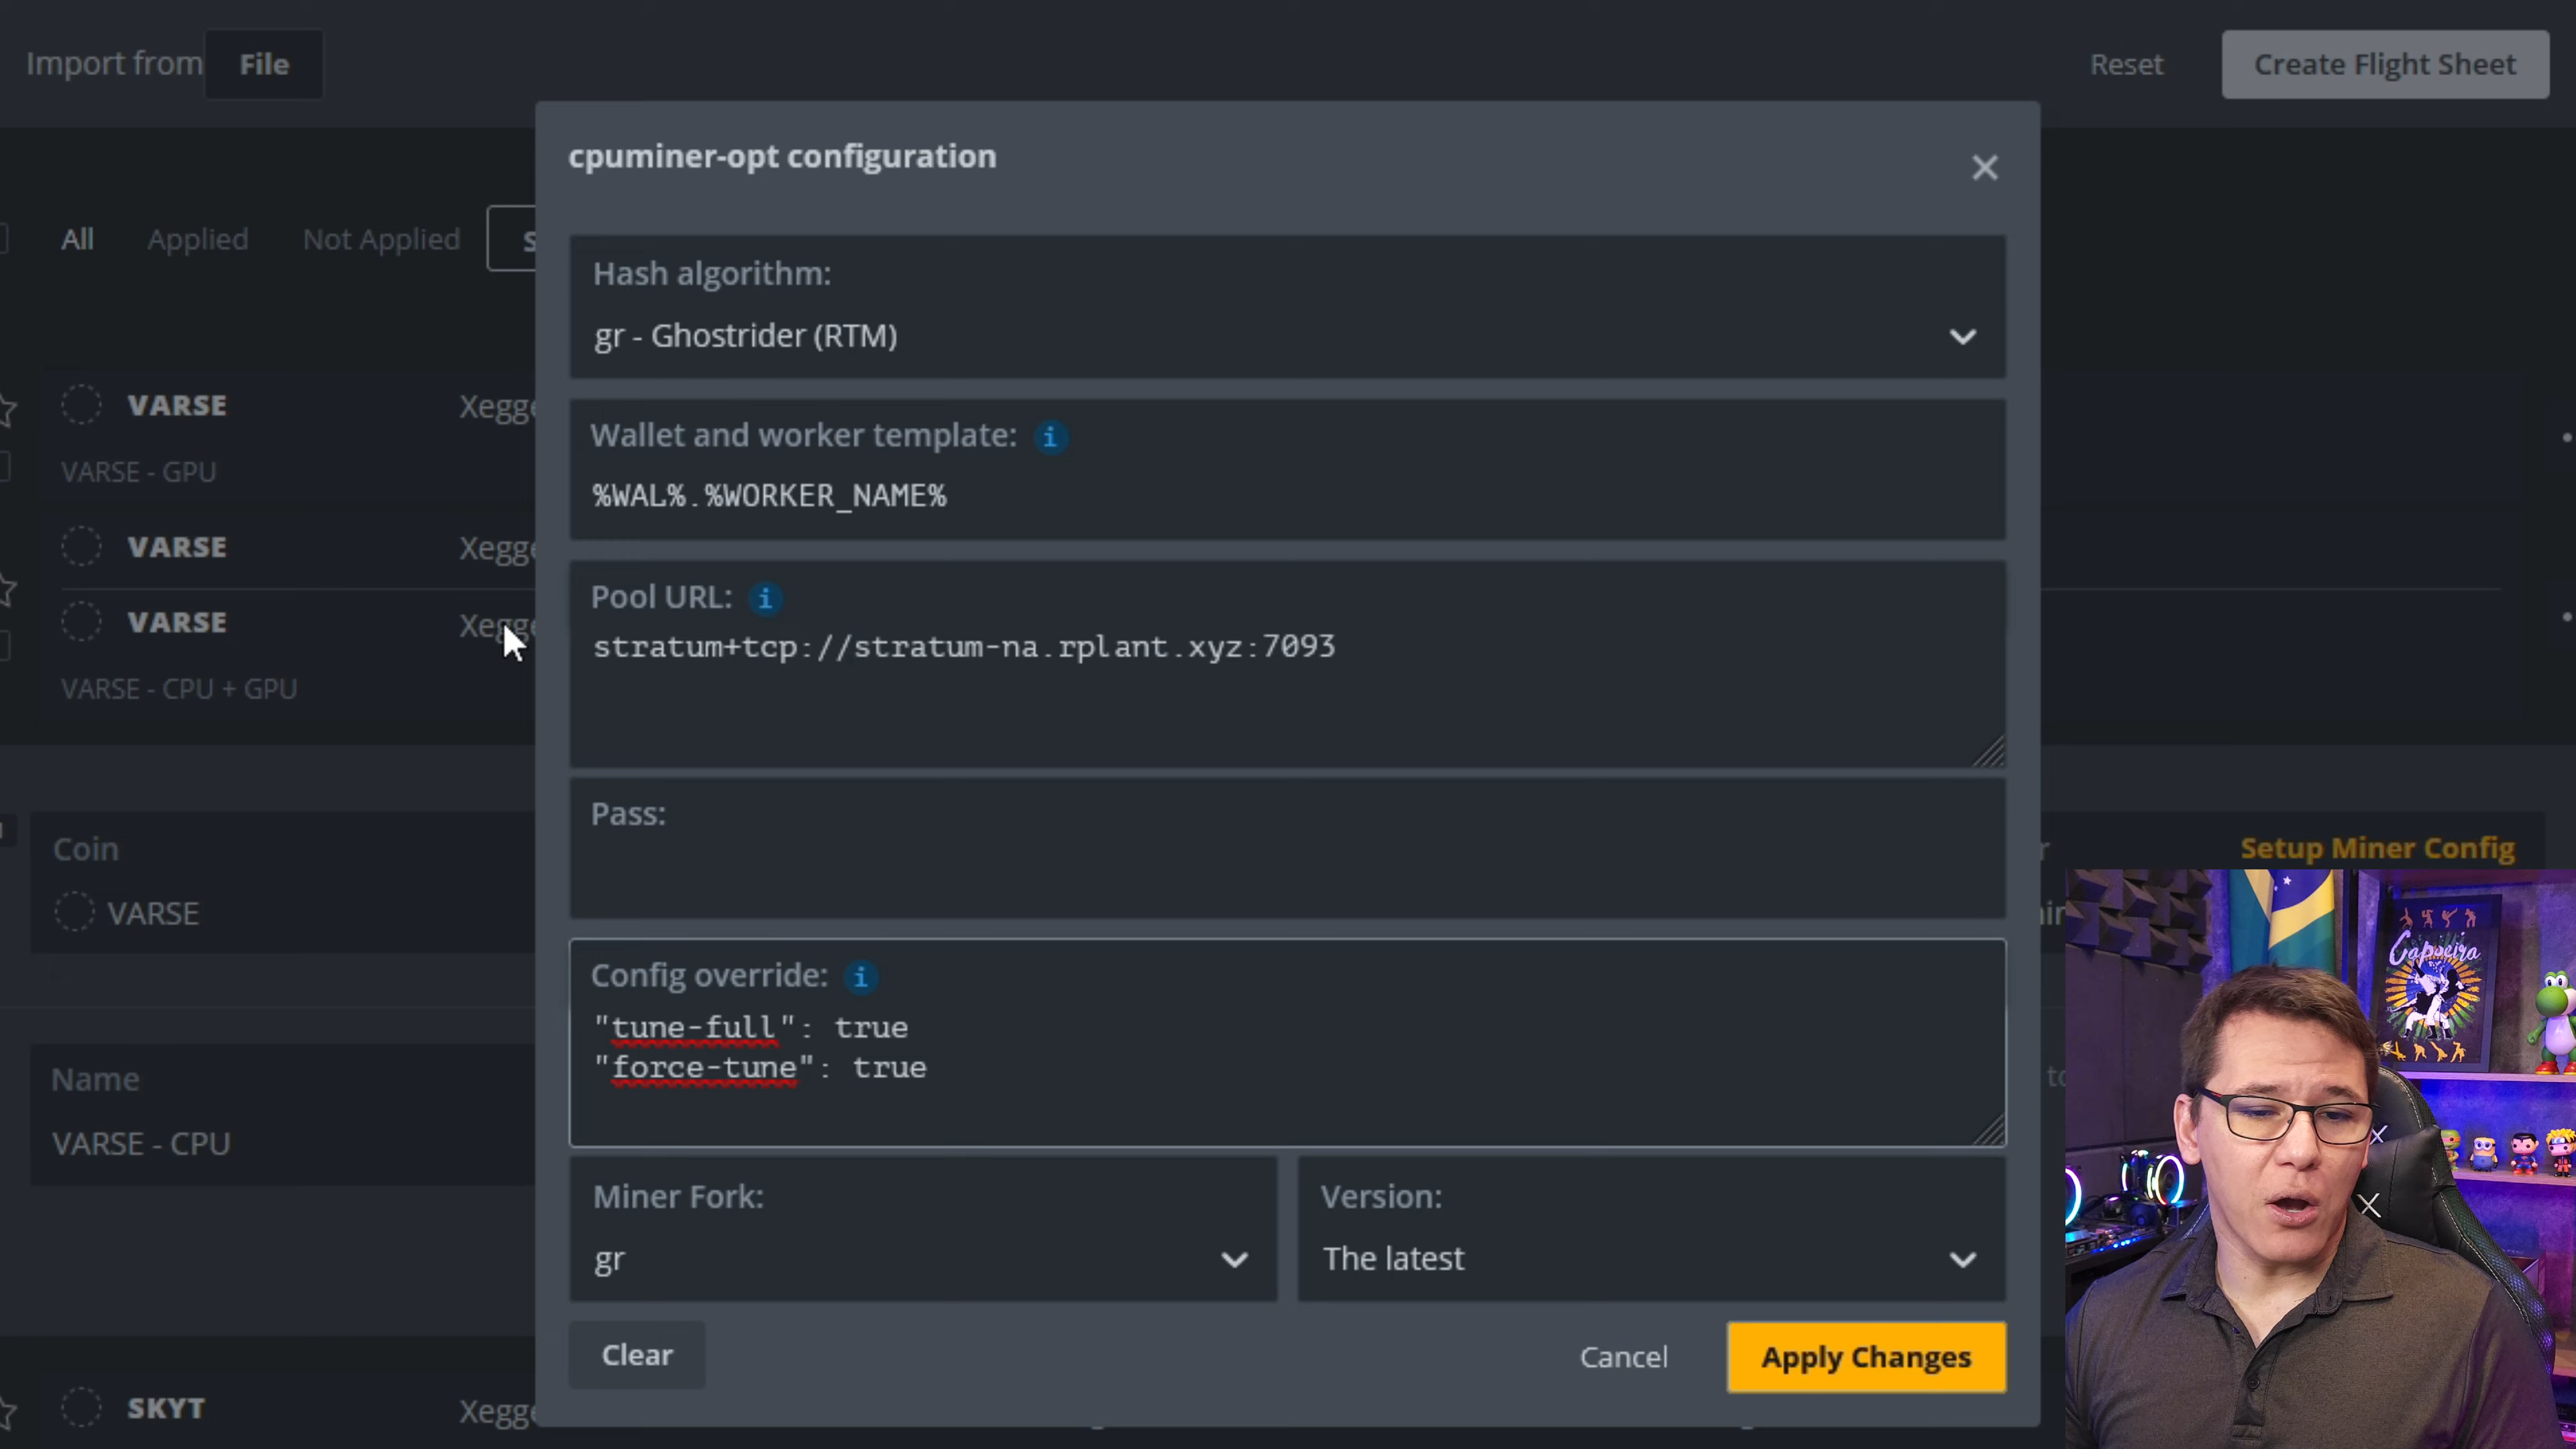 Import from File
Reset
Create Flight Sheet
cpuminer-opt configuration
All Applied Not Applied
Hash algorithm:
gr - Ghostrider (RTM)
VARSE
VARSE - GPU
Wallet and worker template:
%WAL%.%WORKER_NAME%
VARSE
VARSE
VARSE - CPU + GPU
Pool URL:
stratum+tcp://stratum-na.rplant.xyz:7093
Pass:
Coin
VARSE
Setup Miner Config
Config override:
"tune-full": true
"force-tune": true
Name
VARSE - CPU
Miner Fork:
gr
Version:
The latest
Clear
Cancel
Apply Changes
SKYT
Capoeira